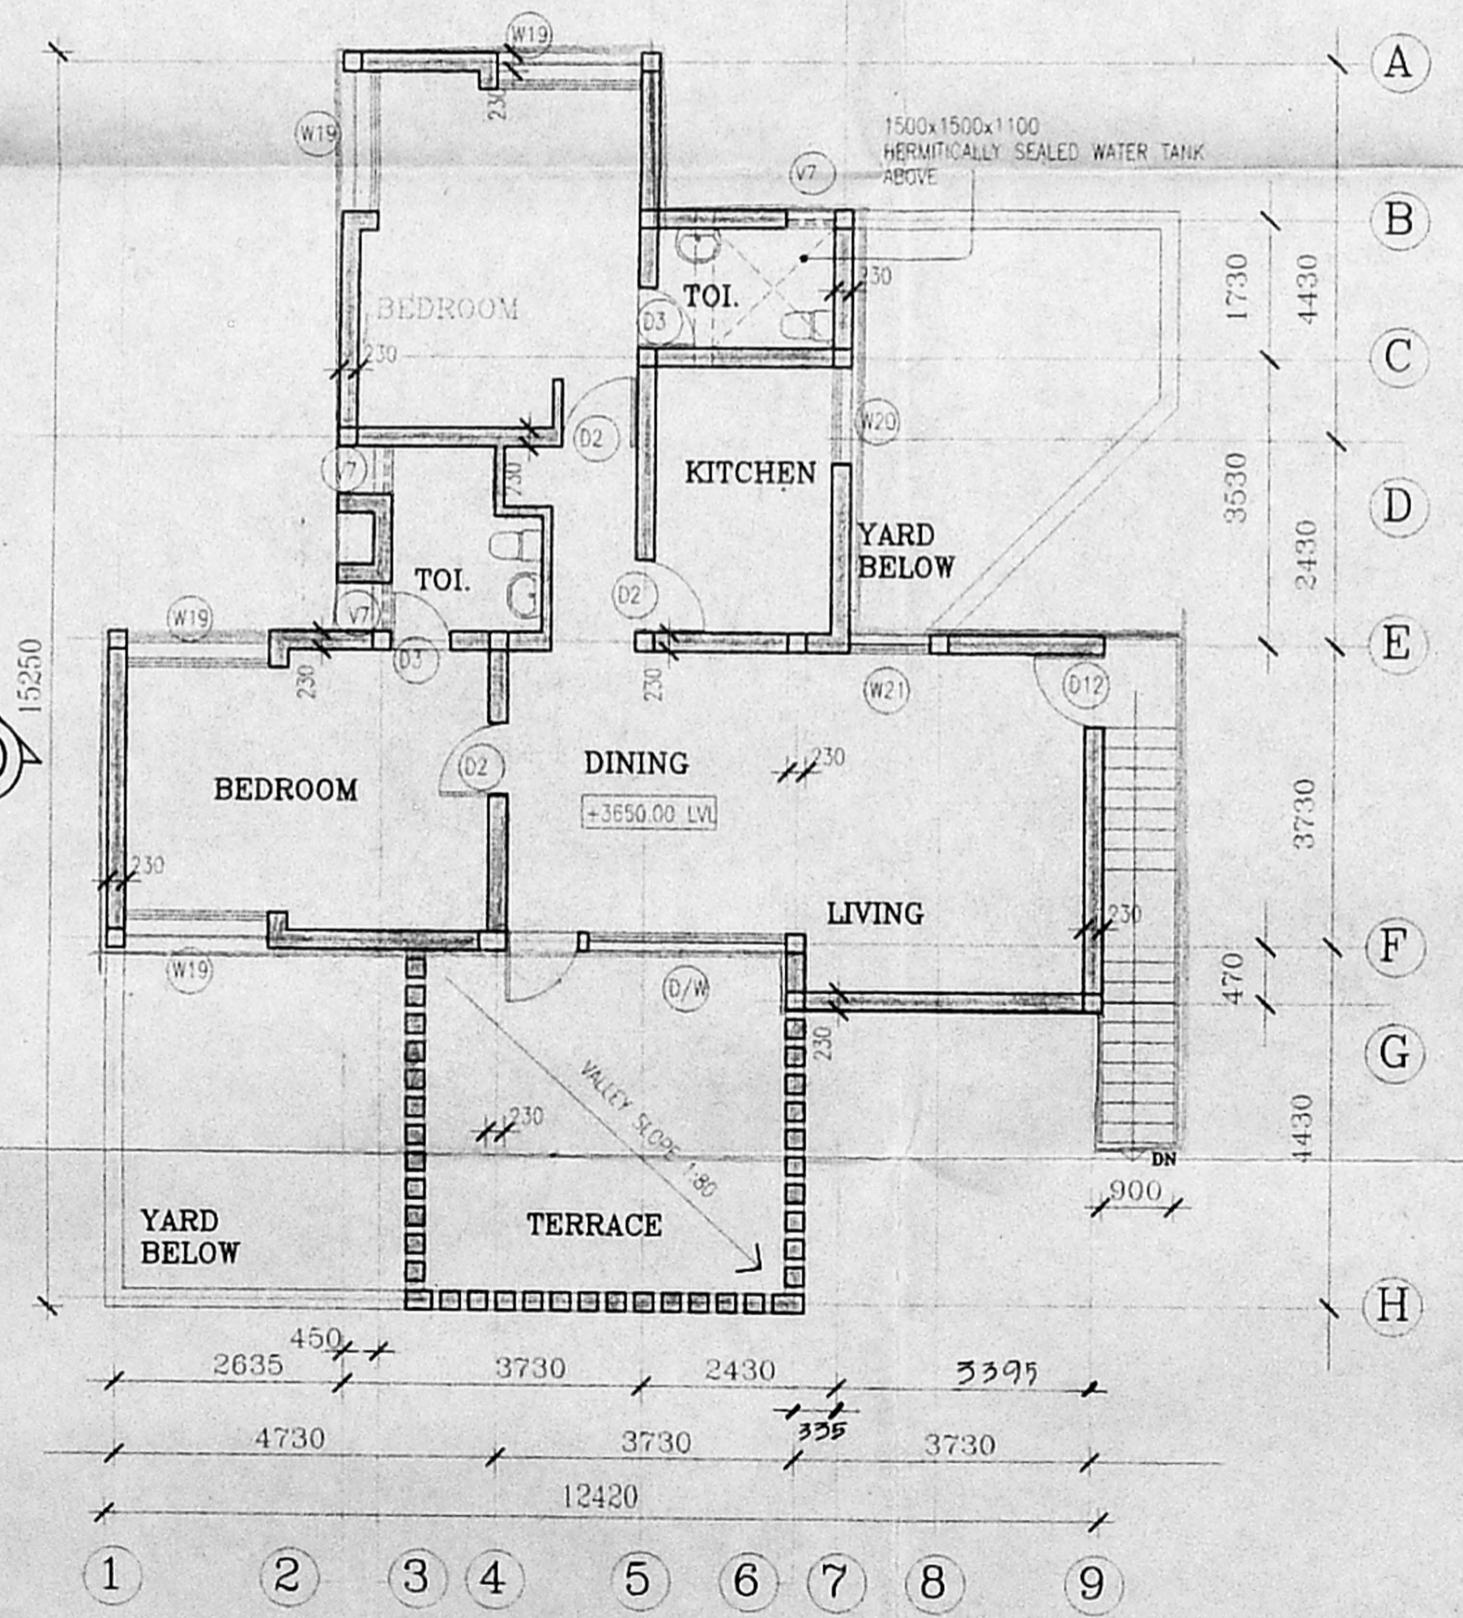 W19
A
W19
230
1500x1500x1100
HERMITICALLY SEALED WATER TANK
ABOVE
V7
B
1730
4430
TOI.
230
BEDROOM
D3
230
C
W20
D2
V7
230
KITCHEN
3530
D
YARD
BELOW
2430
TOI.
D2
V7
W19
E
D3
230
230
W21
D12
15250
DINING
230
D2
BEDROOM
+3650.00 LVL
3730
230
LIVING
230
F
W19
D/W
470
230
G
VALLEY SLOPE 1:80
230
4430
DN
900
YARD
BELOW
TERRACE
H
450
2635
3730
2430
3395
335
4730
3730
3730
12420
1
2
3
4
5
6
7
8
9